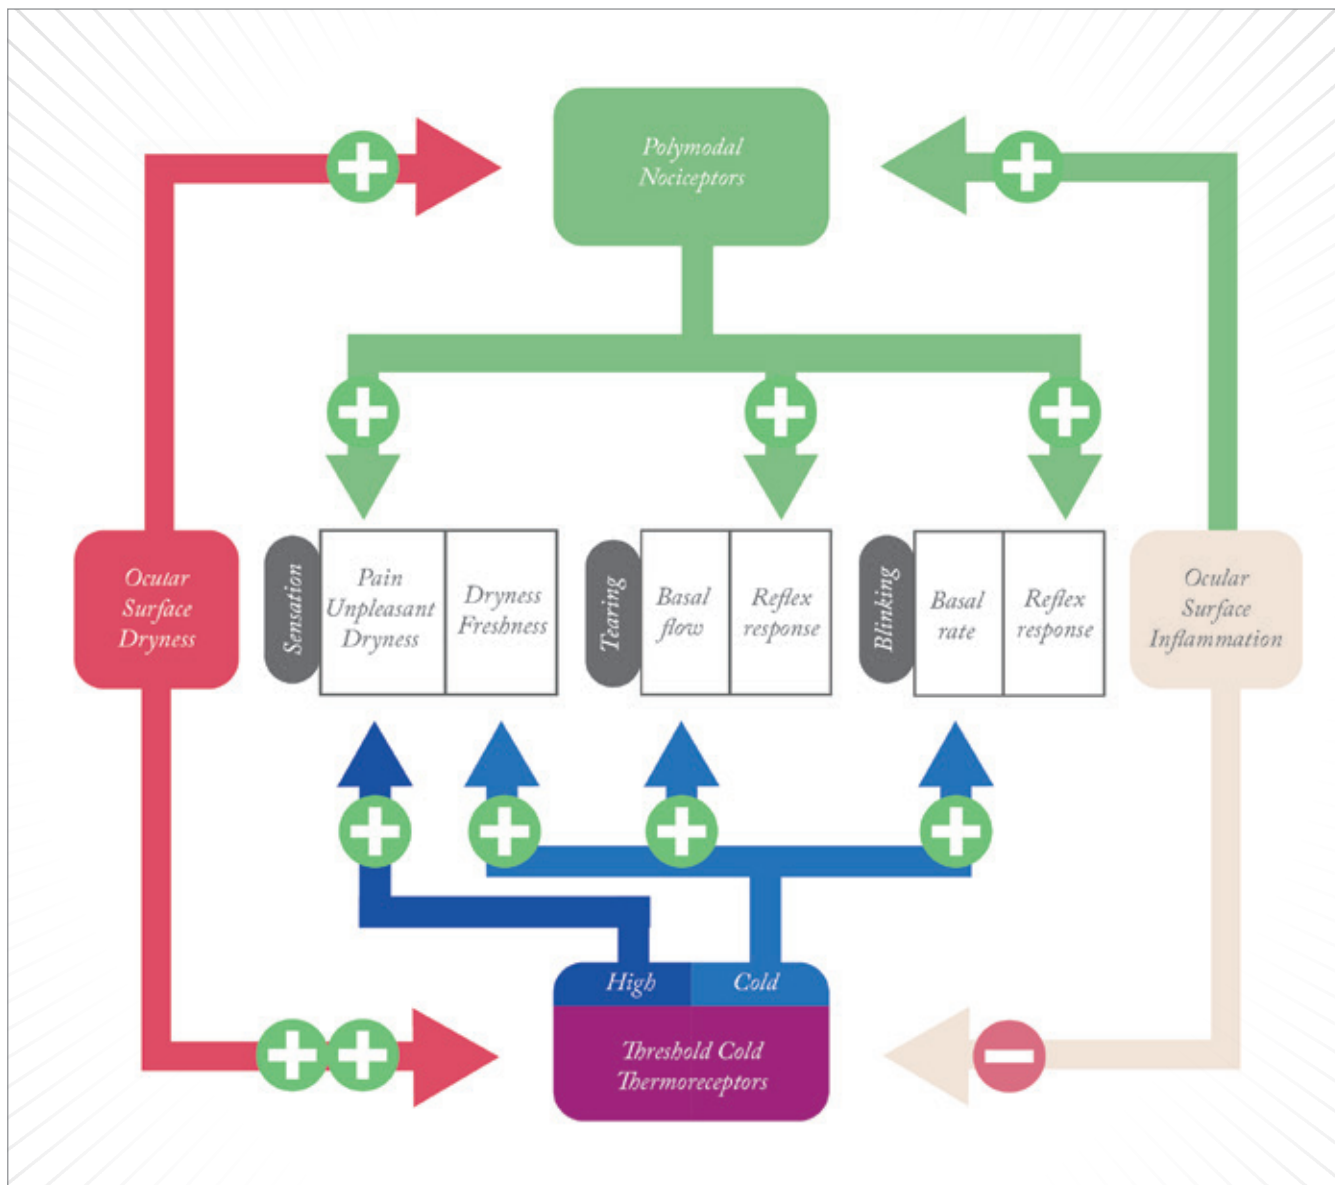 Polymodal
Nociceptors
Ocular
Surface
Dryness
Sensation
Pain
Unpleasant
Dryness
Dryness
Freshness
Tearing
Basal
flow
Reflex
response
Blinking
Basal
rate
Reflex
response
Ocular
Surface
Inflammation
High
Cold
Threshold Cold
Thermoreceptors